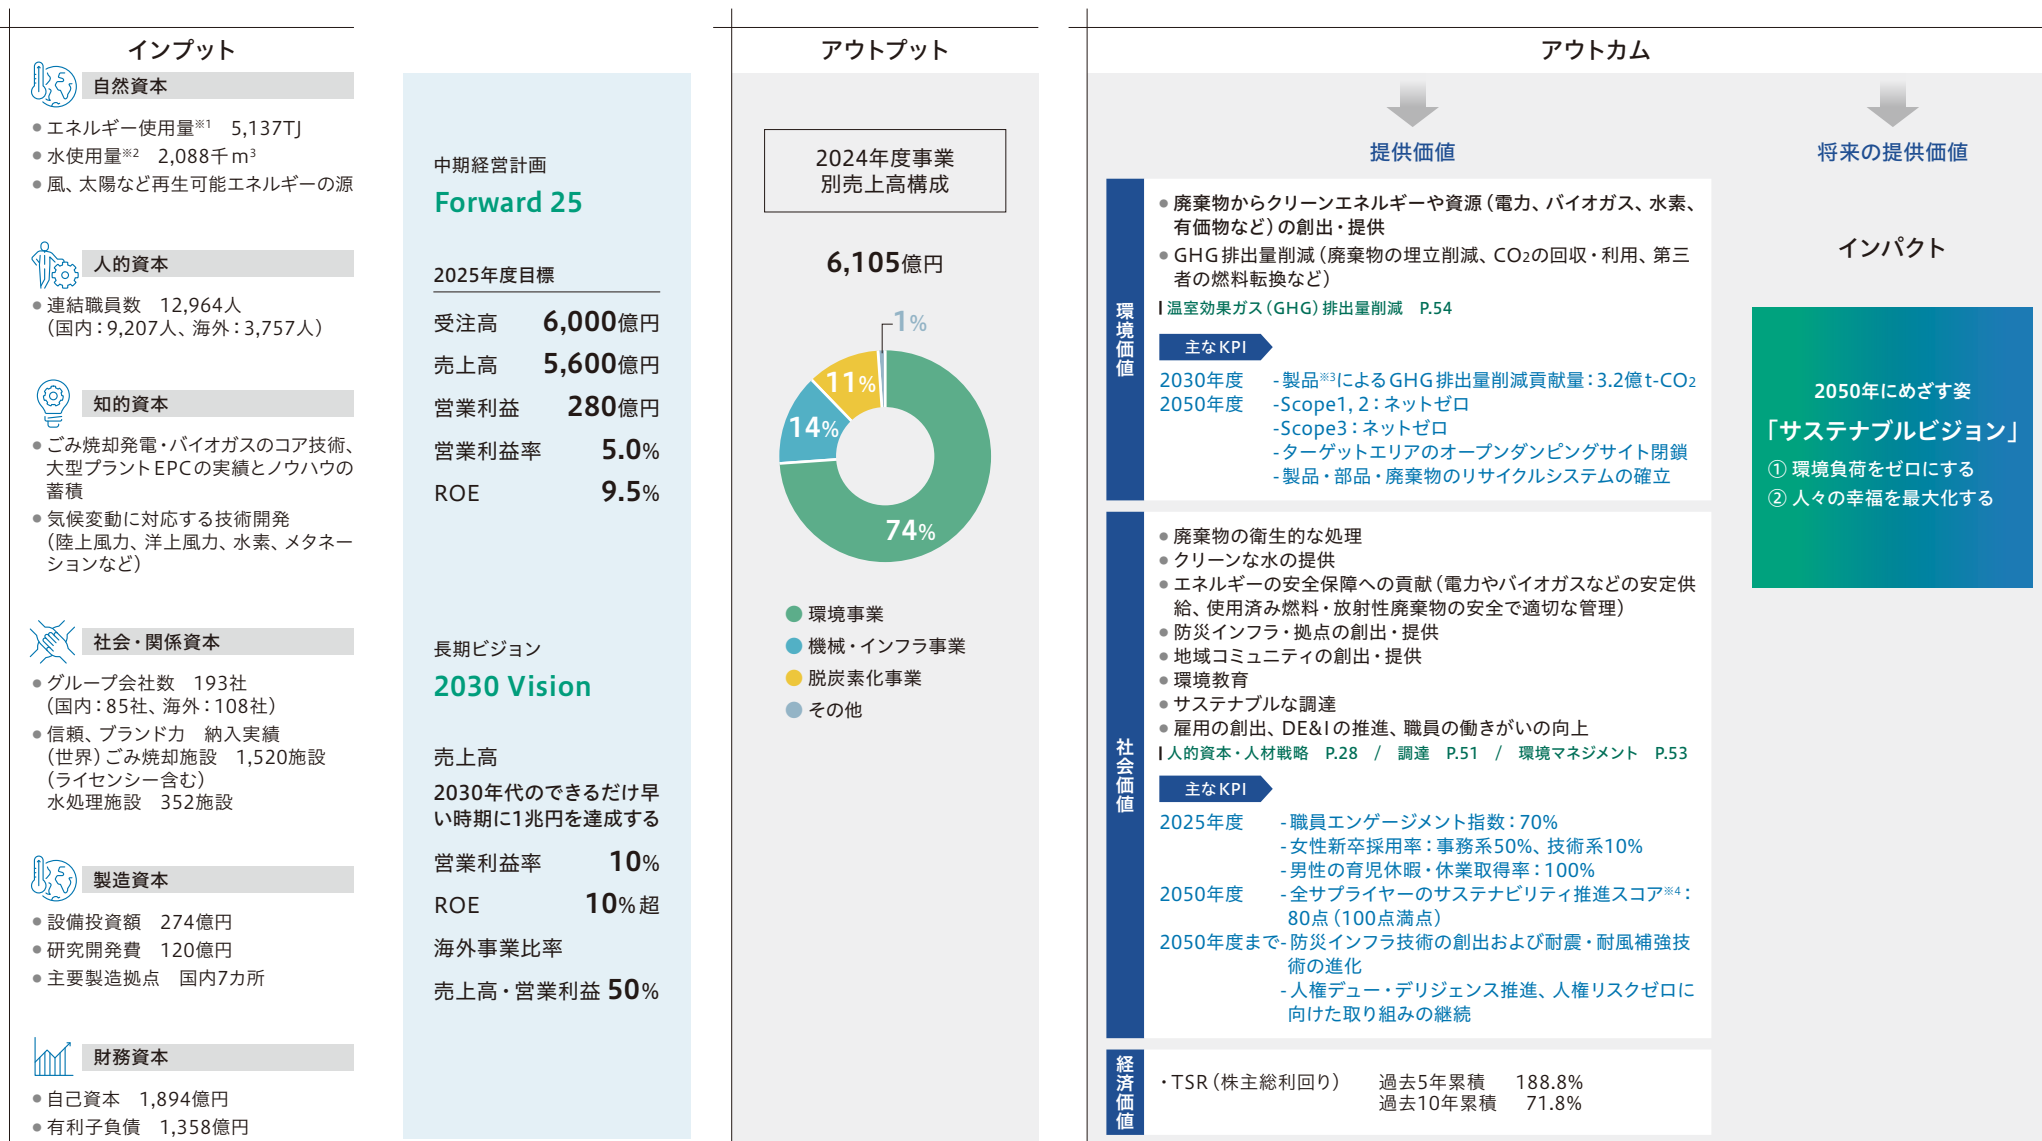 インプット
自然資本
● エネルギー使用量※1　5,137TJ
● 水使用量※2　2,088千m³
● 風、太陽など再生可能エネルギーの源
人的資本
● 連結職員数　12,964人
（国内：9,207人、海外：3,757人）
知的資本
● ごみ焼却発電・バイオガスのコア技術、
大型プラントEPCの実績とノウハウの
蓄積
● 気候変動に対応する技術開発
（陸上風力、洋上風力、水素、メタネー
ションなど）
社会・関係資本
● グループ会社数　193社
（国内：85社、海外：108社）
● 信頼、ブランド力　納入実績
（世界）ごみ焼却施設　1,520施設
（ライセンシー含む）
水処理施設　352施設
製造資本
● 設備投資額　274億円
● 研究開発費　120億円
● 主要製造拠点　国内7カ所
財務資本
● 自己資本　1,894億円
● 有利子負債　1,358億円
中期経営計画
Forward 25
2025年度目標
受注高　6,000億円
売上高　5,600億円
営業利益　280億円
営業利益率　5.0%
ROE　9.5%
長期ビジョン
2030 Vision
売上高
2030年代のできるだけ早
い時期に1兆円を達成する
営業利益率　10%
ROE　10%超
海外事業比率
売上高・営業利益 50%
アウトプット
2024年度事業
別売上高構成
6,105億円
1%
11%
14%
74%
● 環境事業
● 機械・インフラ事業
● 脱炭素化事業
● その他
アウトカム
提供価値
環境価値
● 廃棄物からクリーンエネルギーや資源（電力、バイオガス、水素、
有価物など）の創出・提供
● GHG排出量削減（廃棄物の埋立削減、CO₂の回収・利用、第三
者の燃料転換など）
温室効果ガス（GHG）排出量削減　P.54
主なKPI
2030年度　- 製品※3によるGHG排出量削減貢献量：3.2億t-CO₂
2050年度　-Scope1, 2：ネットゼロ
-Scope3：ネットゼロ
- ターゲットエリアのオープンダンピングサイト閉鎖
- 製品・部品・廃棄物のリサイクルシステムの確立
社会価値
● 廃棄物の衛生的な処理
● クリーンな水の提供
● エネルギーの安全保障への貢献（電力やバイオガスなどの安定供
給、使用済み燃料・放射性廃棄物の安全で適切な管理）
● 防災インフラ・拠点の創出・提供
● 地域コミュニティの創出・提供
● 環境教育
● サステナブルな調達
● 雇用の創出、DE&Iの推進、職員の働きがいの向上
人的資本・人材戦略　P.28　/　調達　P.51　/　環境マネジメント　P.53
主なKPI
2025年度　- 職員エンゲージメント指数：70%
- 女性新卒採用率：事務系50%、技術系10%
- 男性の育児休暇・休業取得率：100%
2050年度　- 全サプライヤーのサステナビリティ推進スコア※4：
80点（100点満点）
2050年度まで- 防災インフラ技術の創出および耐震・耐風補強技
術の進化
- 人権デュー・デリジェンス推進、人権リスクゼロに
向けた取り組みの継続
経済価値
・TSR（株主総利回り）　過去5年累積　188.8%
過去10年累積　71.8%
将来の提供価値
インパクト
2050年にめざす姿
「サステナブルビジョン」
① 環境負荷をゼロにする
② 人々の幸福を最大化する